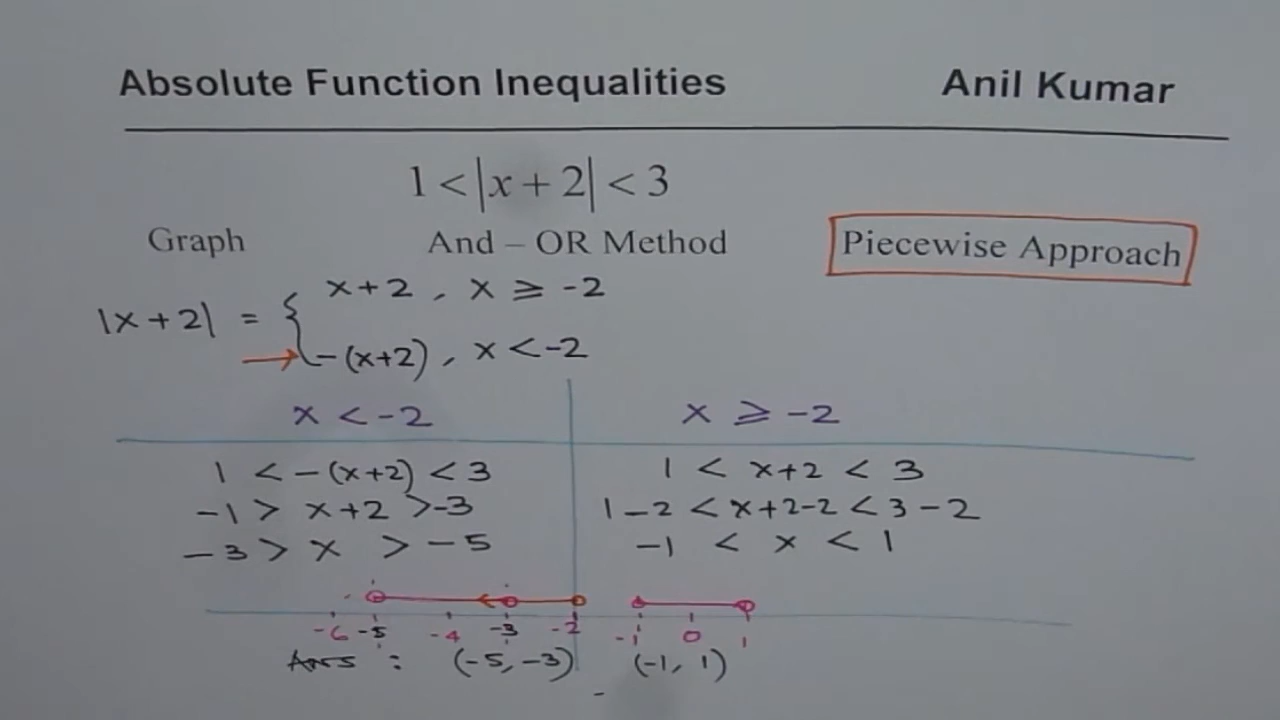 Absolute Function Inequalities Anil Kumar
1 < |x + 2| < 3
Graph And – OR Method Piecewise Approach
|x+2| = { x+2, x ≥ -2
-(x+2), x < -2
x < -2 x ≥ -2
1 < -(x+2) < 3 1 < x+2 < 3
-1 > x+2 > -3 1-2 < x+2-2 < 3-2
-3 > x > -5 -1 < x < 1
-6 -5 -4 -3 -2 -1 0 1
Ans : (-5, -3) (-1, 1)